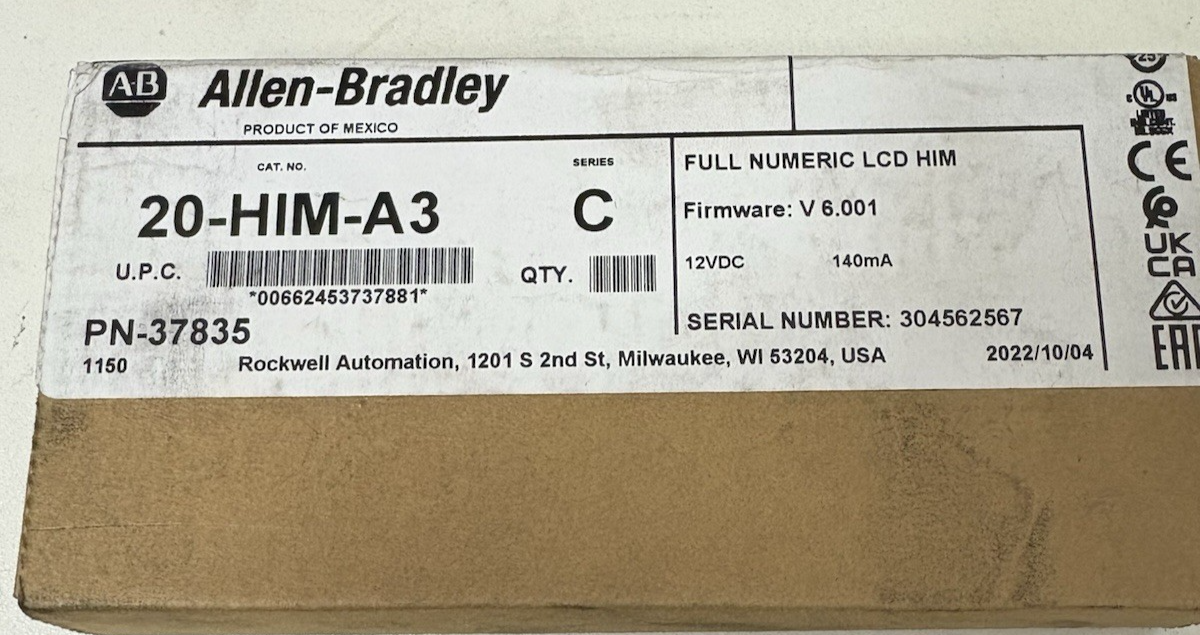 AB Allen-Bradley
PRODUCT OF MEXICO
CAT. NO.
SERIES
20-HIM-A3
C
U.P.C.
*00662453737881*
QTY.
PN-37835
1150
Rockwell Automation, 1201 S 2nd St, Milwaukee, WI 53204, USA
FULL NUMERIC LCD HIM
Firmware: V 6.001
12VDC 140mA
SERIAL NUMBER: 304562567
2022/10/04
25
UL
CE
UK
CA